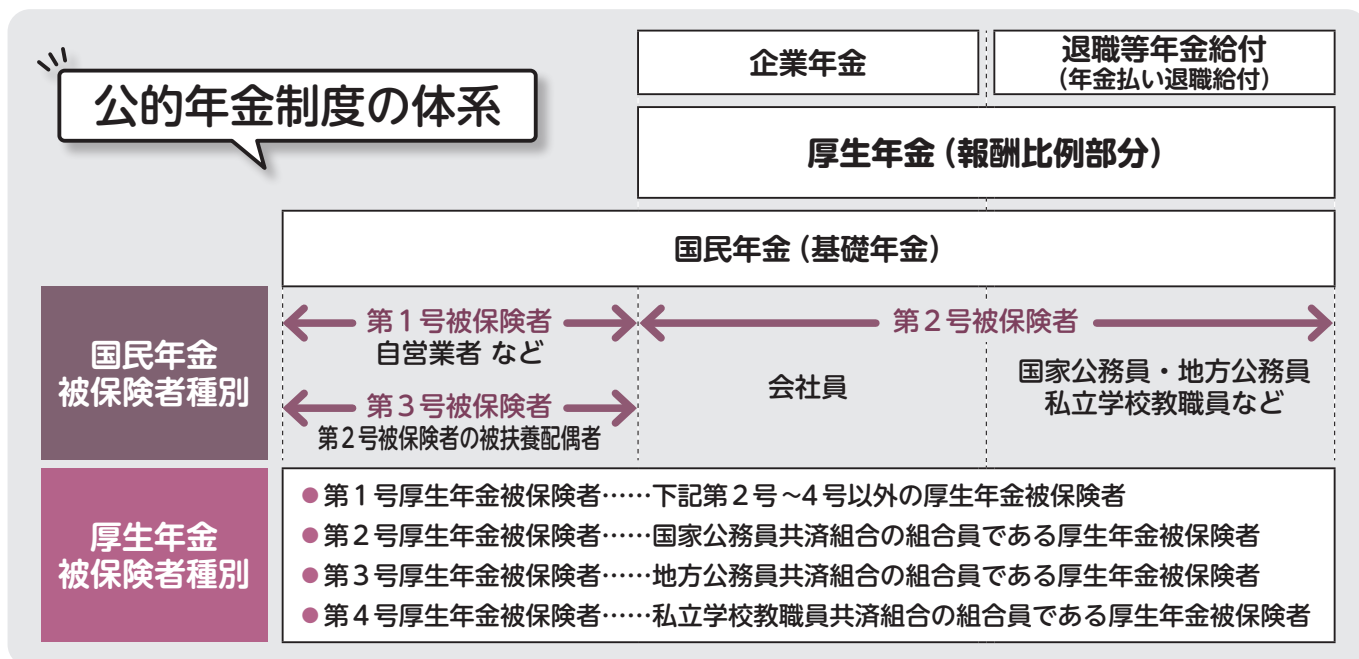 公的年金制度の体系
企業年金
退職等年金給付
(年金払い退職給付)
厚生年金(報酬比例部分)
国民年金(基礎年金)
国民年金
被保険者種別
第1号被保険者
自営業者 など
第3号被保険者
第2号被保険者の被扶養配偶者
第2号被保険者
会社員
国家公務員・地方公務員
私立学校教職員など
厚生年金
被保険者種別
●第1号厚生年金被保険者……下記第2号~4号以外の厚生年金被保険者
●第2号厚生年金被保険者……国家公務員共済組合の組合員である厚生年金被保険者
●第3号厚生年金被保険者……地方公務員共済組合の組合員である厚生年金被保険者
●第4号厚生年金被保険者……私立学校教職員共済組合の組合員である厚生年金被保険者